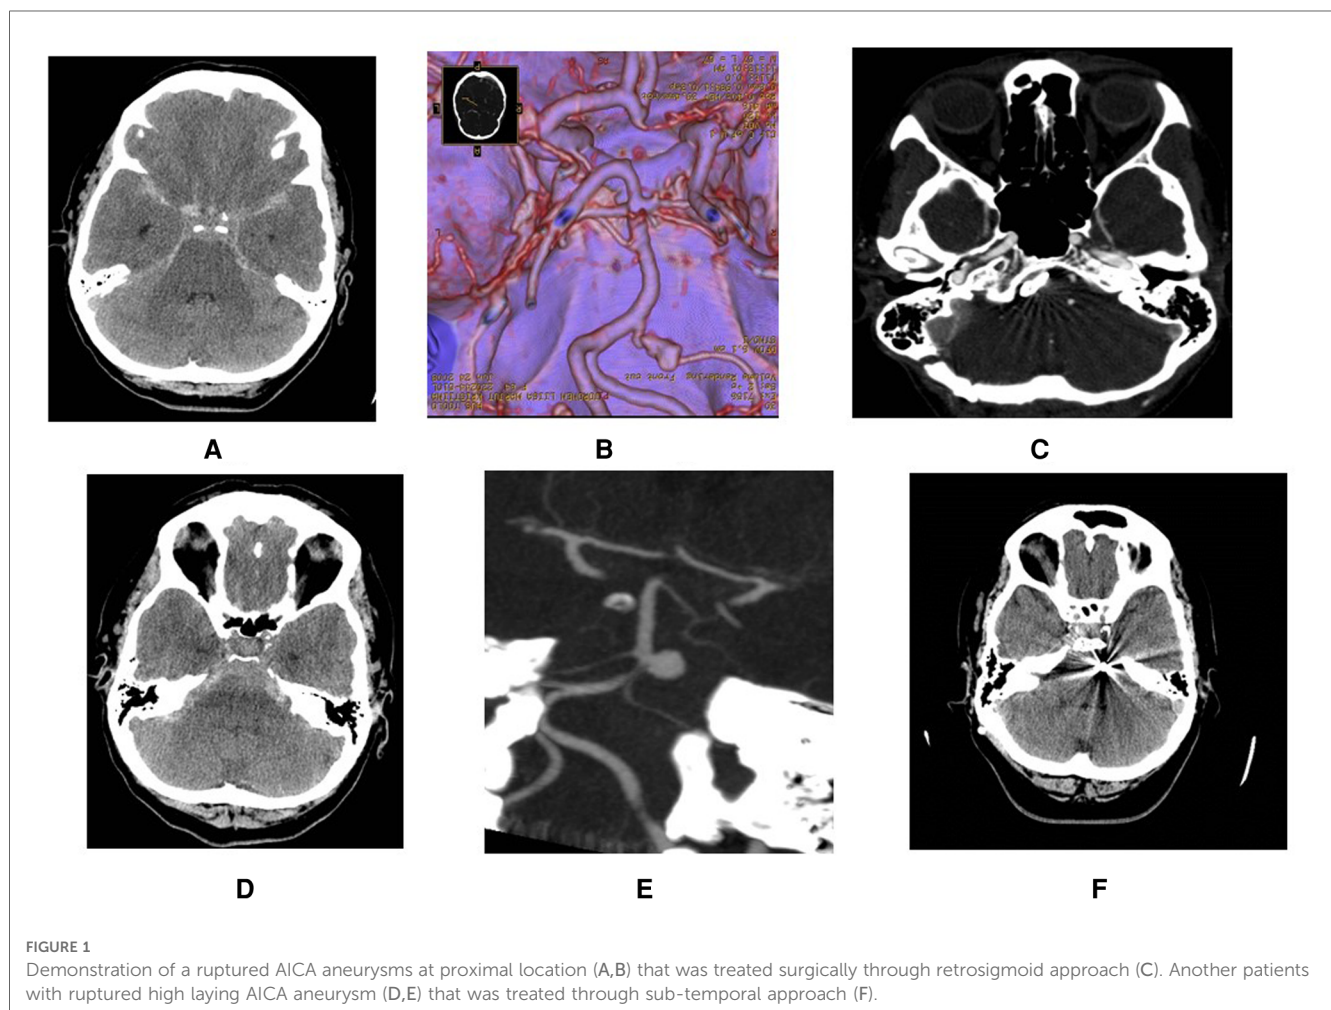 A
B
C
D
E
F
FIGURE 1
Demonstration of a ruptured AICA aneurysms at proximal location (A,B) that was treated surgically through retrosigmoid approach (C). Another patients
with ruptured high laying AICA aneurysm (D,E) that was treated through sub-temporal approach (F).